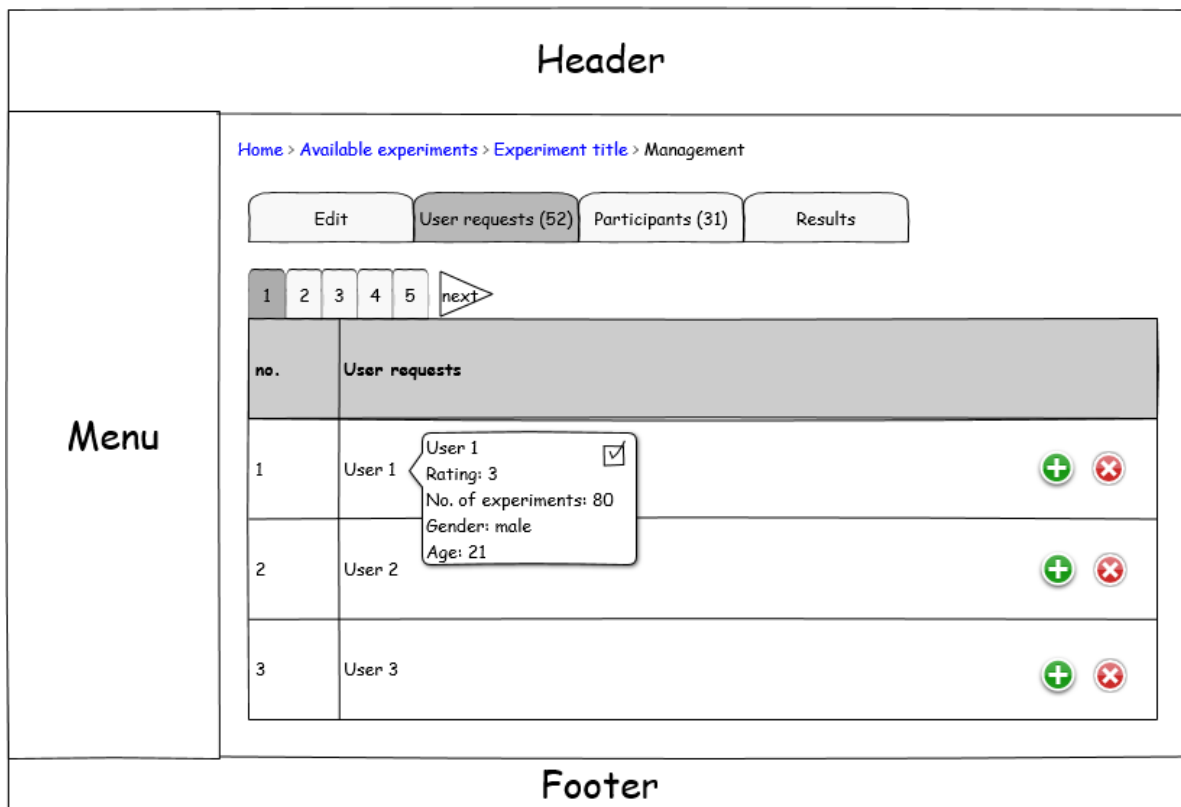 Header
Menu
Home > Available experiments > Experiment title > Management
Edit User requests (52) Participants (31) Results
1 2 3 4 5 next
no. User requests
1 User 1
User 1
Rating: 3
No. of experiments: 80
Gender: male
Age: 21
2 User 2
3 User 3
Footer